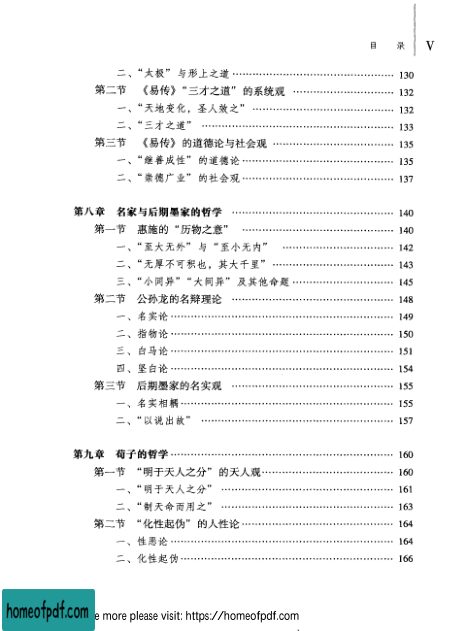 目 录 V
二、“太极”与形上之道 130
第二节 《易传》“三才之道”的系统观 132
一、“天地变化，圣人效之” 132
二、“三才之道” 133
第三节 《易传》的道德论与社会观 135
一、“继善成性”的道德论 135
二、“崇德广业”的社会观 137
第八章 名家与后期墨家的哲学 140
第一节 惠施的“历物之意” 140
一、“至大无外”与“至小无内” 142
二、“无厚不可积也，其大千里” 143
三、“小同异”“大同异”及其他命题 145
第二节 公孙龙的名辩理论 148
一、名实论 149
二、指物论 150
三、白马论 151
四、坚白论 154
第三节 后期墨家的名实观 155
一、名实相耦 155
二、“以说出故” 157
第九章 荀子的哲学 160
第一节 “明于天人之分”的天人观 160
一、“明于天人之分” 161
二、“制天命而用之” 163
第二节 “化性起伪”的人性论 164
一、性恶论 164
二、化性起伪 166
homeofpdf.com
e more please visit: https://homeofpdf.com